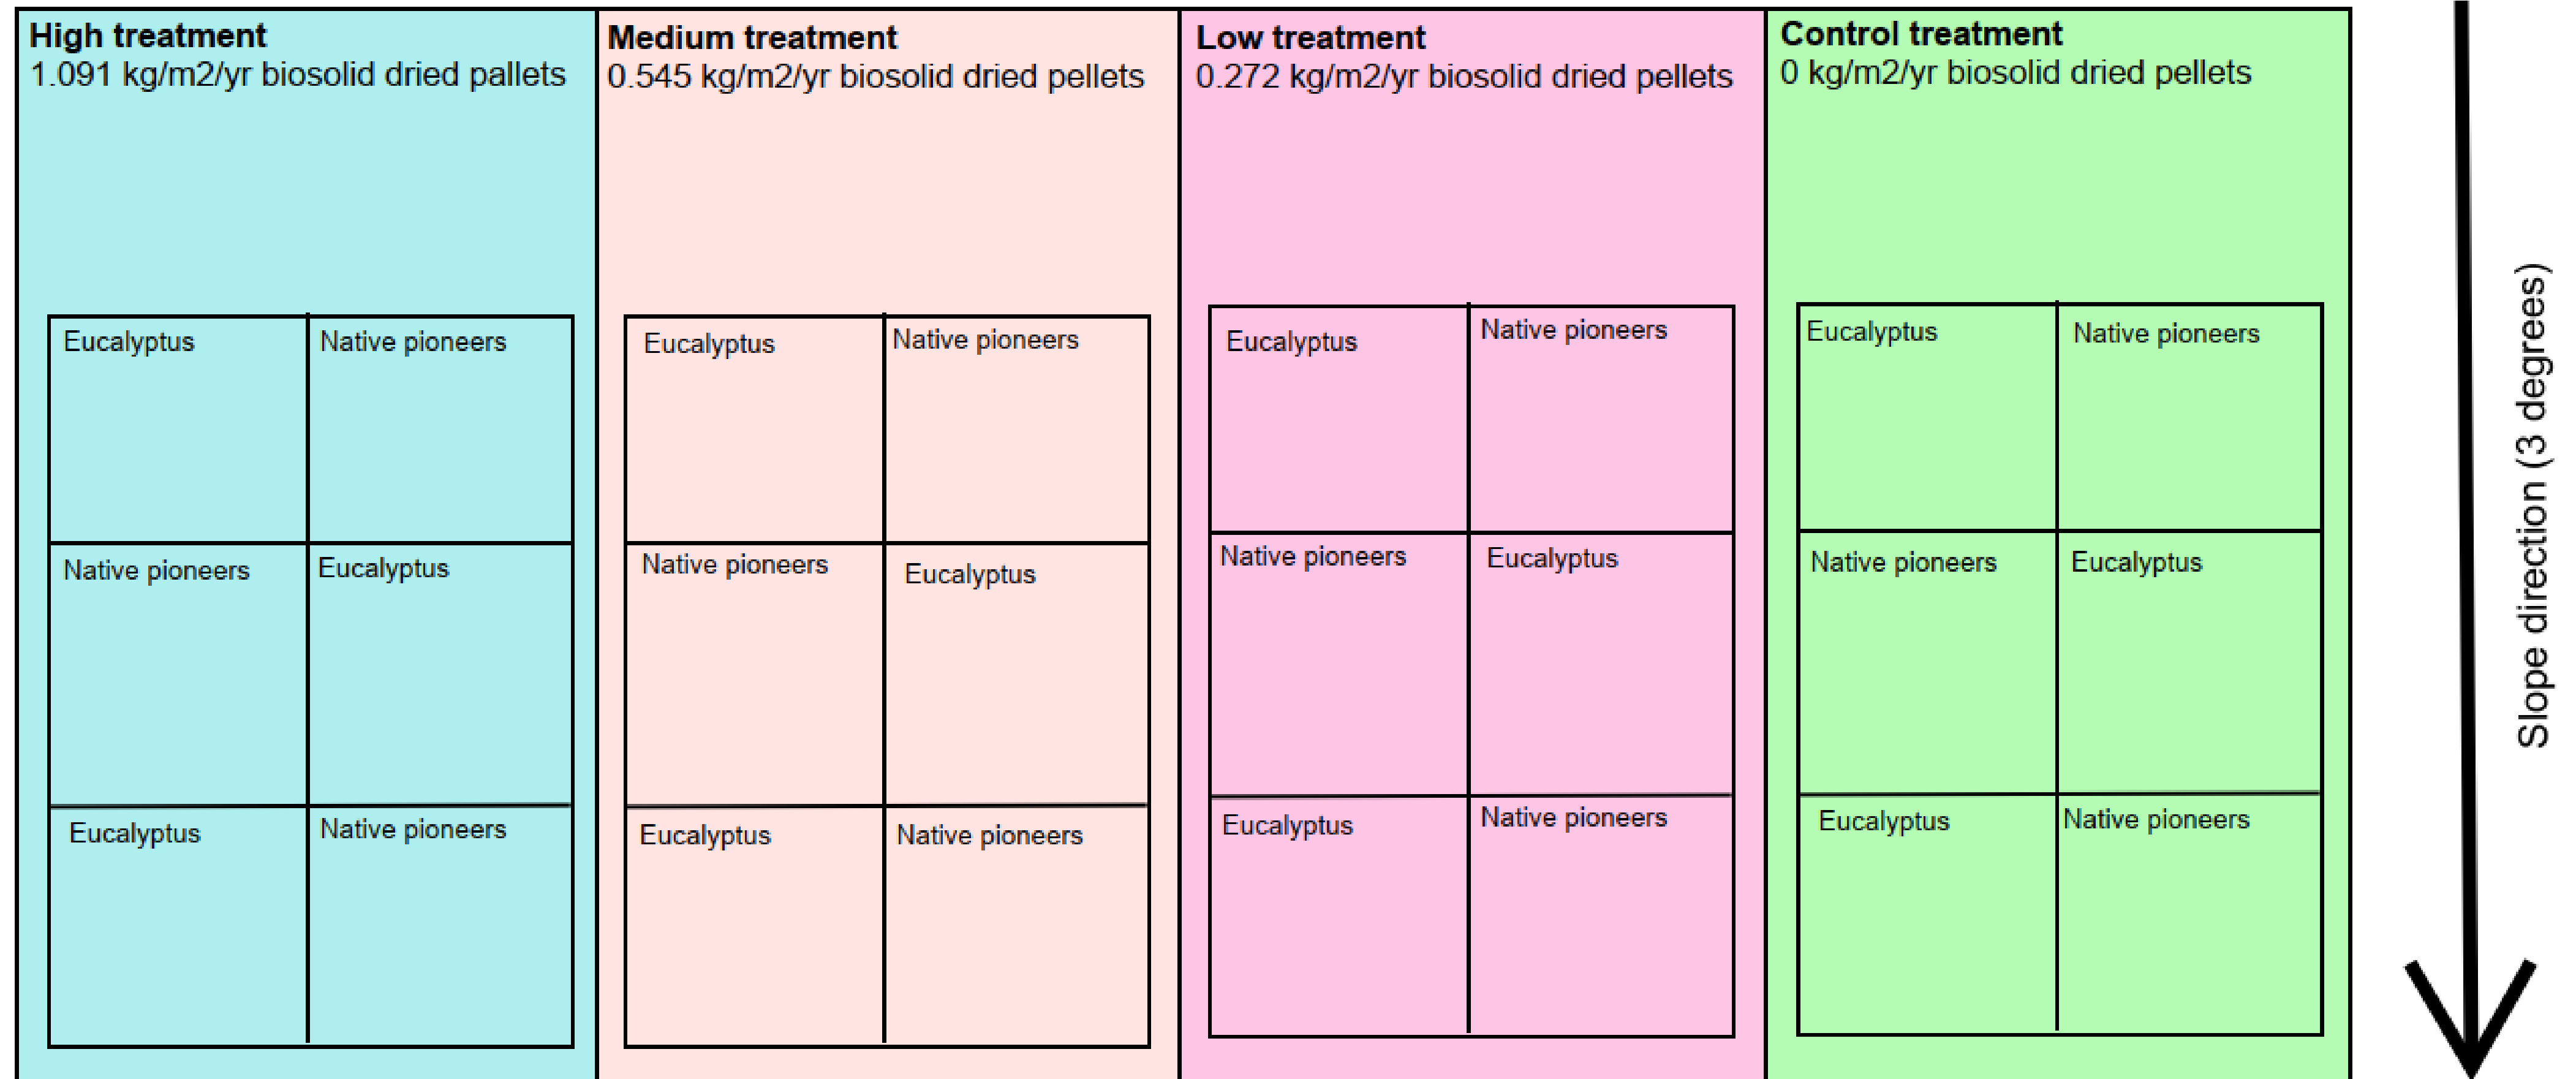 High treatment
1.091 kg/m2/yr biosolid dried pallets
Eucalyptus
Native pioneers
Native pioneers
Eucalyptus
Eucalyptus
Native pioneers
Medium treatment
0.545 kg/m2/yr biosolid dried pellets
Eucalyptus
Native pioneers
Native pioneers
Eucalyptus
Eucalyptus
Native pioneers
Low treatment
0.272 kg/m2/yr biosolid dried pellets
Eucalyptus
Native pioneers
Native pioneers
Eucalyptus
Eucalyptus
Native pioneers
Control treatment
0 kg/m2/yr biosolid dried pellets
Eucalyptus
Native pioneers
Native pioneers
Eucalyptus
Eucalyptus
Native pioneers
Slope direction (3 degrees)